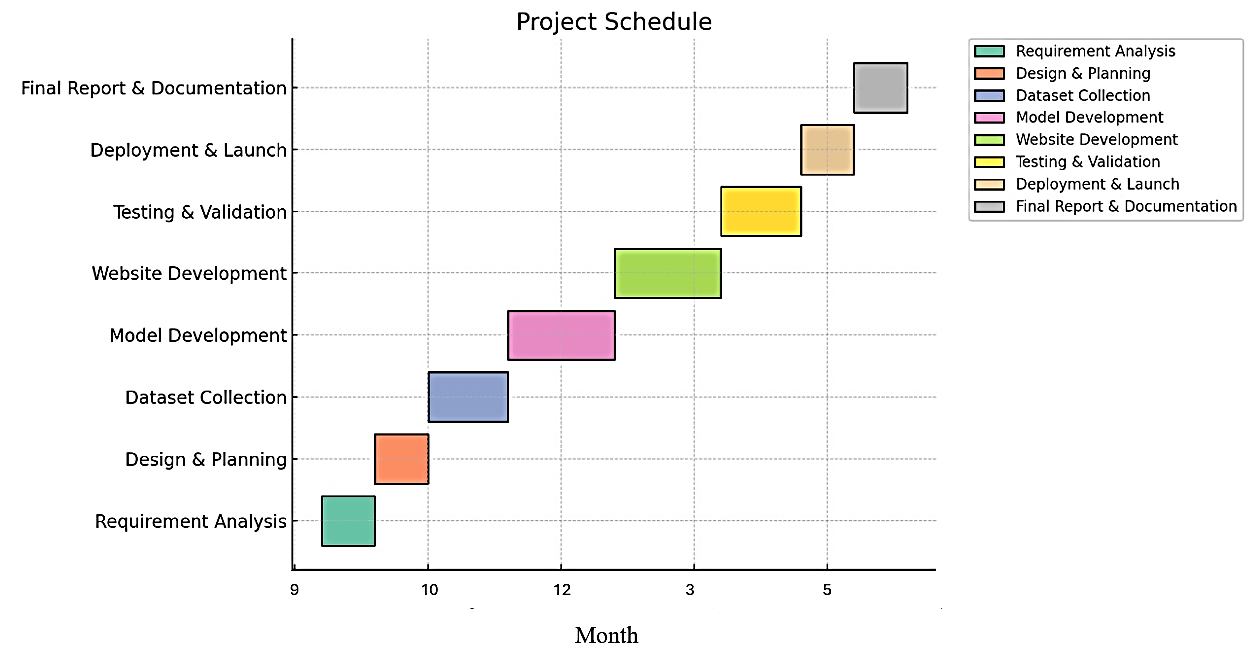 Project Schedule
Final Report & Documentation
Deployment & Launch
Testing & Validation
Website Development
Model Development
Dataset Collection
Design & Planning
Requirement Analysis
9 10 12 3 5
Month
Requirement Analysis
Design & Planning
Dataset Collection
Model Development
Website Development
Testing & Validation
Deployment & Launch
Final Report & Documentation